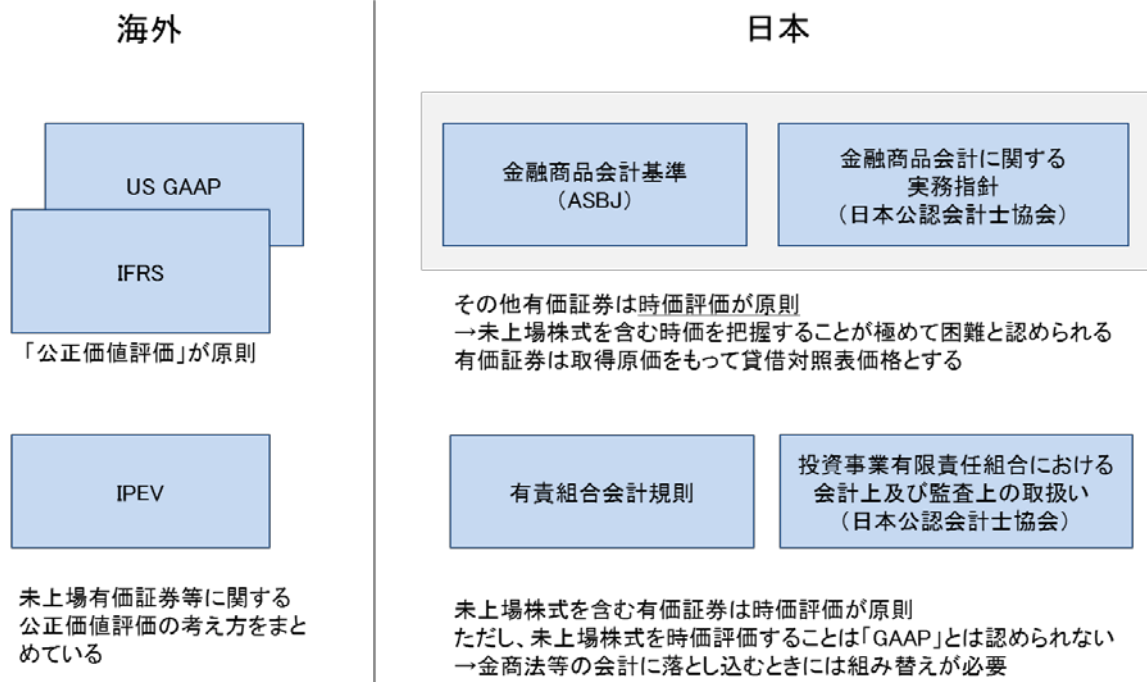 海外
US GAAP
IFRS
「公正価値評価」が原則
IPEV
未上場有価証券等に関する
公正価値評価の考え方をまと
めている
日本
金融商品会計基準
（ASBJ）
金融商品会計に関する
実務指針
（日本公認会計士協会）
その他有価証券は時価評価が原則
→未上場株式を含む時価を把握することが極めて困難と認められる
有価証券は取得原価をもって貸借対照表価格とする
有責組合会計規則
投資事業有限責任組合における
会計上及び監査上の取扱い
（日本公認会計士協会）
未上場株式を含む有価証券は時価評価が原則
ただし、未上場株式を時価評価することは「GAAP」とは認められない
→金商法等の会計に落とし込むときには組み替えが必要